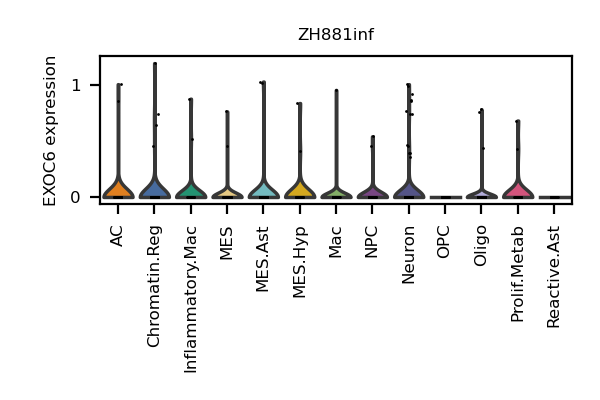 ZH881inf
EXOC6 expression
1
0
AC
Chromatin.Reg
Inflammatory.Mac
MES
MES.Ast
MES.Hyp
Mac
NPC
Neuron
OPC
Oligo
Prolif.Metab
Reactive.Ast